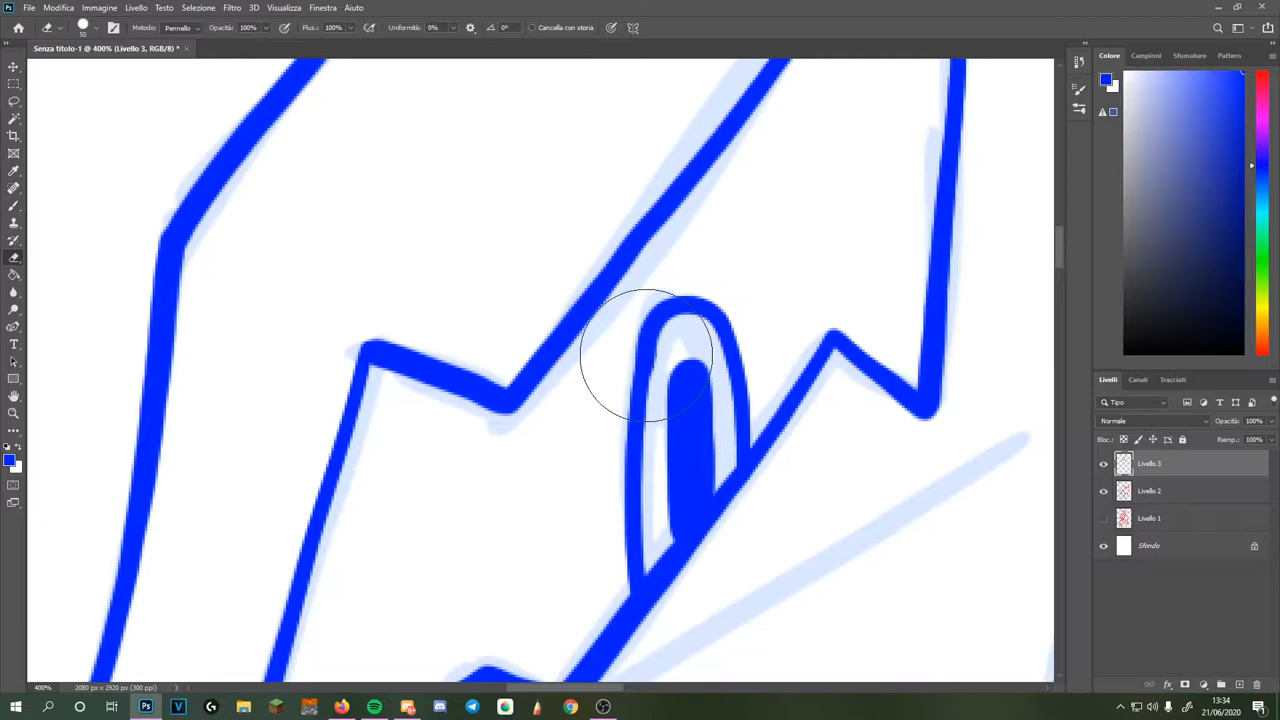 File Modifica Immagine Livello Testo Selezione Filtro 3D Visualizza Finestra Aiuto
50 Metodo: Pennello Opacità: 100% Flus.: 100% Uniformità: 0% 0° Cancella con storia
Senza titolo-1 @ 400% (Livello 3, RGB/8) *
Colore Campioni Sfumature Pattern
Livelli Canali Tracciati
Tipo
Normale Opacità: 100%
Bloc.: Riemp.: 100%
Livello 3
Livello 2
Livello 1
Sfondo
400% 2080 px x 2920 px (300 ppi)
13:34
21/06/2020